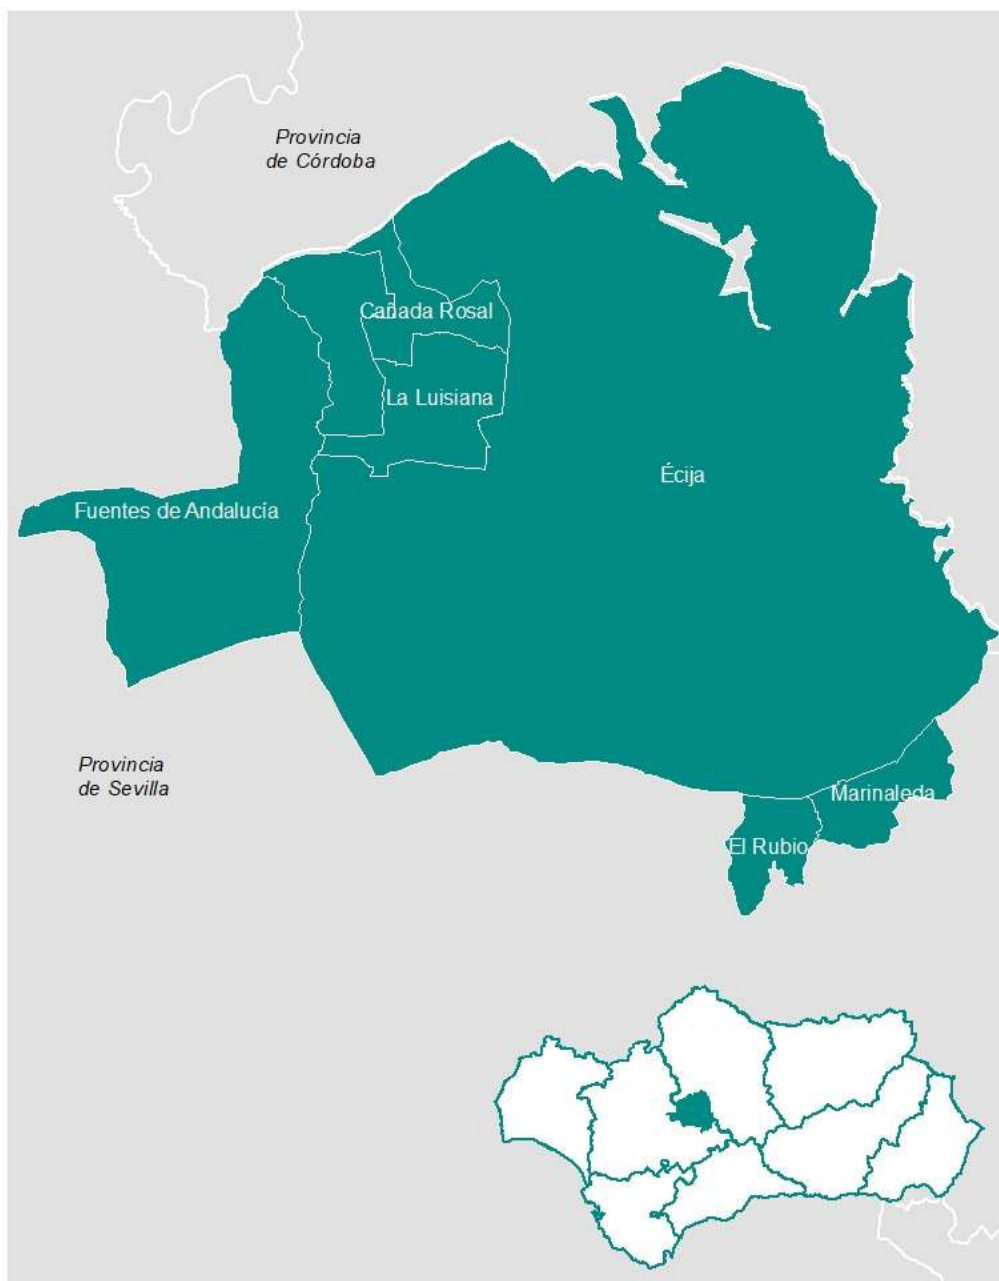 Provincia
de Córdoba
Cañada Rosal
La Luisiana
Écija
Fuentes de Andalucía
Provincia
de Sevilla
Marinaleda
El Rubio